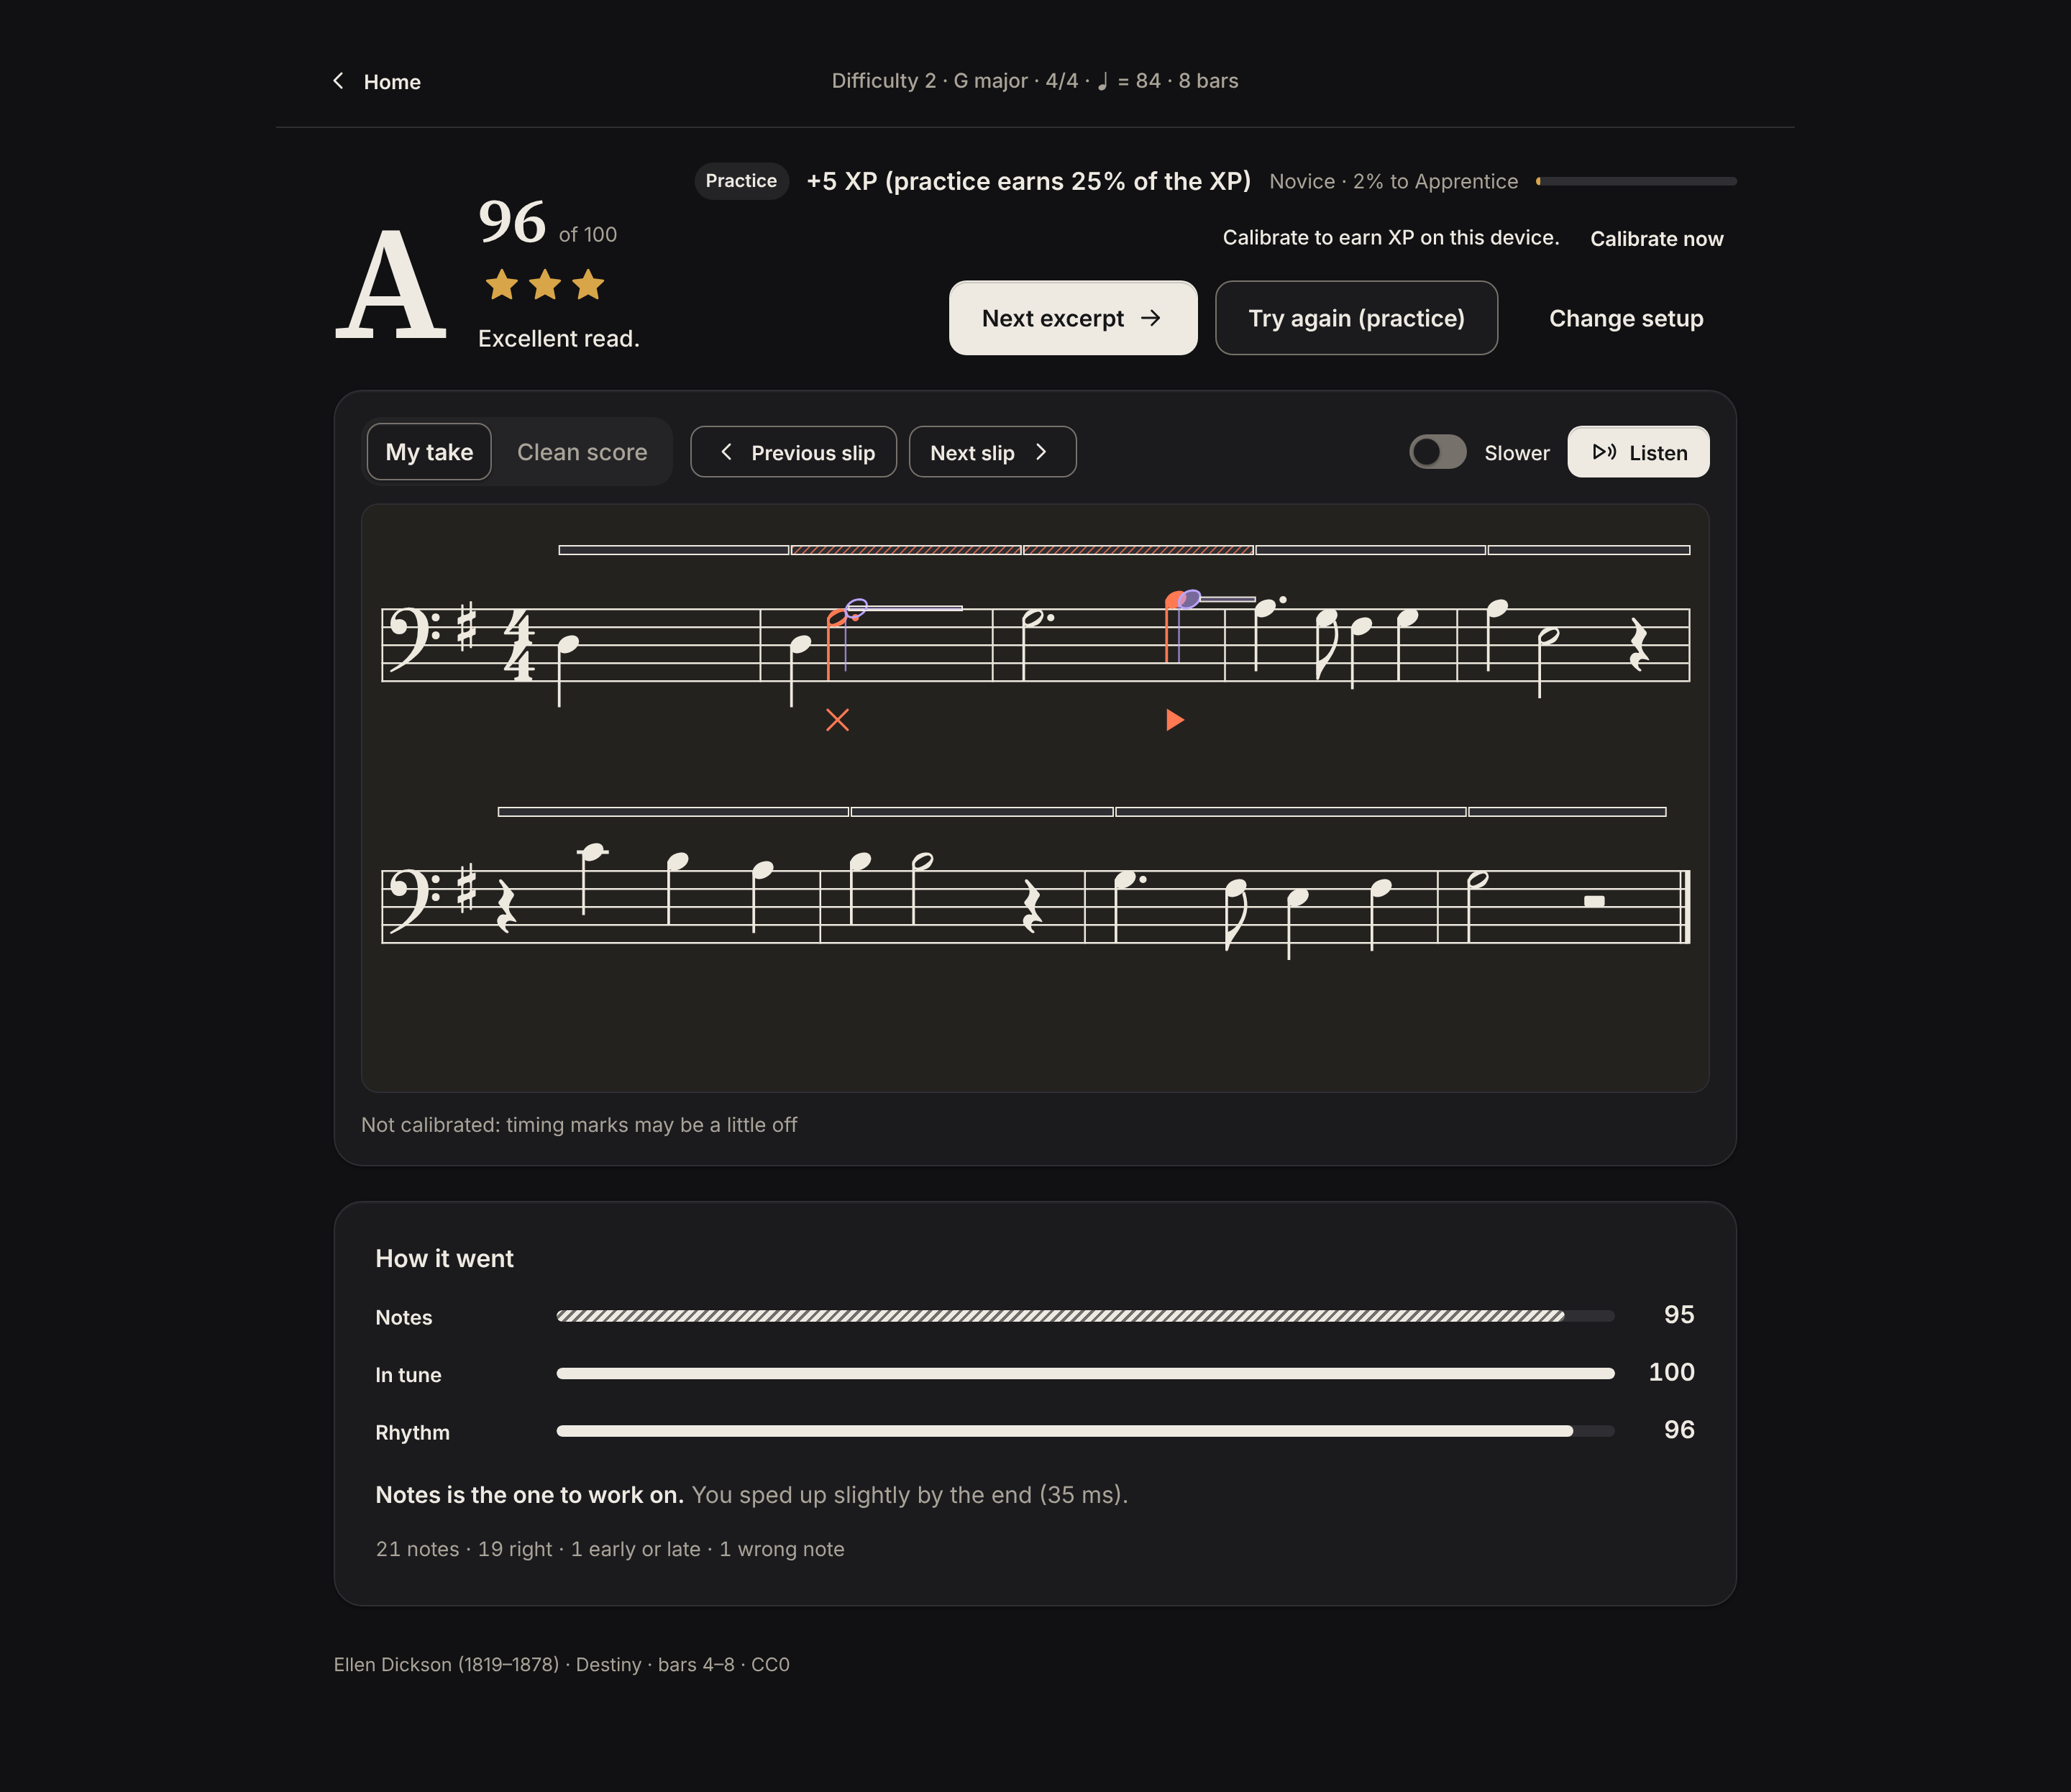 Home
Difficulty 2 · G major · 4/4 · ♩ = 84 · 8 bars
Practice
+5 XP (practice earns 25% of the XP)
Novice · 2% to Apprentice
A
96 of 100
Excellent read.
Calibrate to earn XP on this device.
Calibrate now
Next excerpt →
Try again (practice)
Change setup
My take
Clean score
Previous slip
Next slip
Slower
Listen
4
4
Not calibrated: timing marks may be a little off
How it went
Notes 95
In tune 100
Rhythm 96
Notes is the one to work on. You sped up slightly by the end (35 ms).
21 notes · 19 right · 1 early or late · 1 wrong note
Ellen Dickson (1819–1878) · Destiny · bars 4–8 · CC0